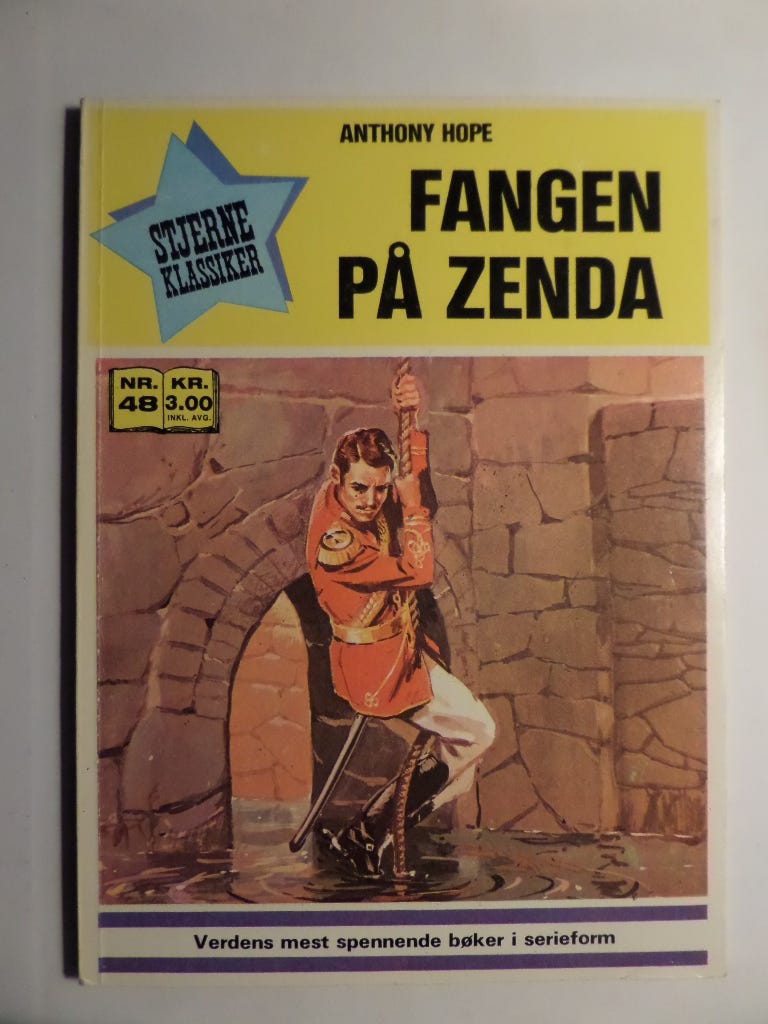 ANTHONY HOPE
FANGEN
PÅ ZENDA
STJERNE
KLASSIKER
NR. KR.
48 3.00
INKL. AVG.
Verdens mest spennende bøker i serieform